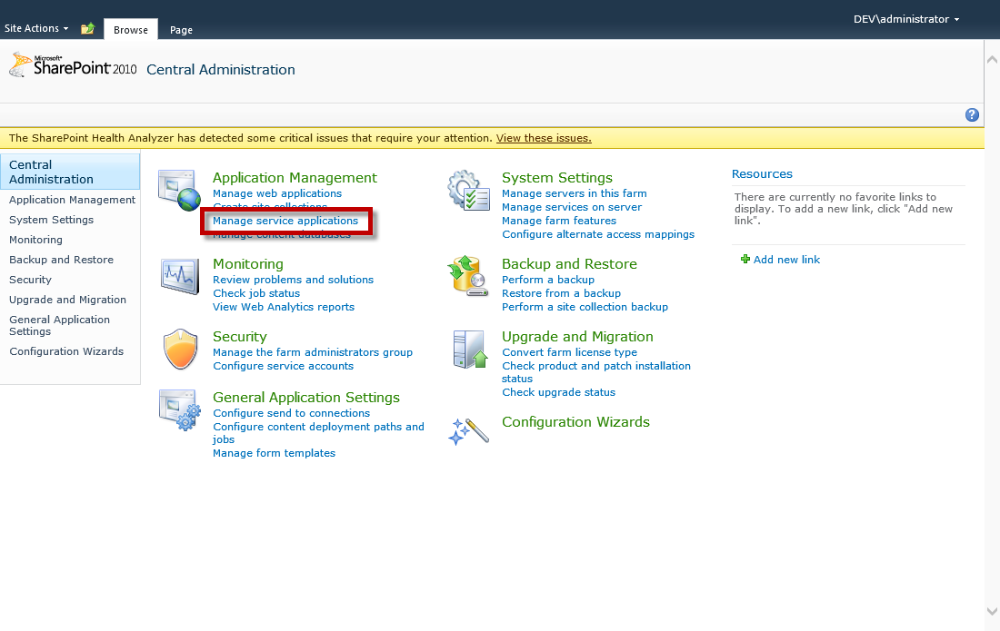 DEV\administrator
Site Actions
Browse
Page
Microsoft
SharePoint 2010
Central Administration
The SharePoint Health Analyzer has detected some critical issues that require your attention. View these issues.
Central
Administration
Application Management
System Settings
Monitoring
Backup and Restore
Security
Upgrade and Migration
General Application
Settings
Configuration Wizards
Application Management
Manage web applications
Create site collections
Manage service applications
Manage content databases
Monitoring
Review problems and solutions
Check job status
View Web Analytics reports
Security
Manage the farm administrators group
Configure service accounts
General Application Settings
Configure send to connections
Configure content deployment paths and
jobs
Manage form templates
System Settings
Manage servers in this farm
Manage services on server
Manage farm features
Configure alternate access mappings
Backup and Restore
Perform a backup
Restore from a backup
Perform a site collection backup
Upgrade and Migration
Convert farm license type
Check product and patch installation
status
Check upgrade status
Configuration Wizards
Resources
There are currently no favorite links to
display. To add a new link, click "Add new
link".
Add new link